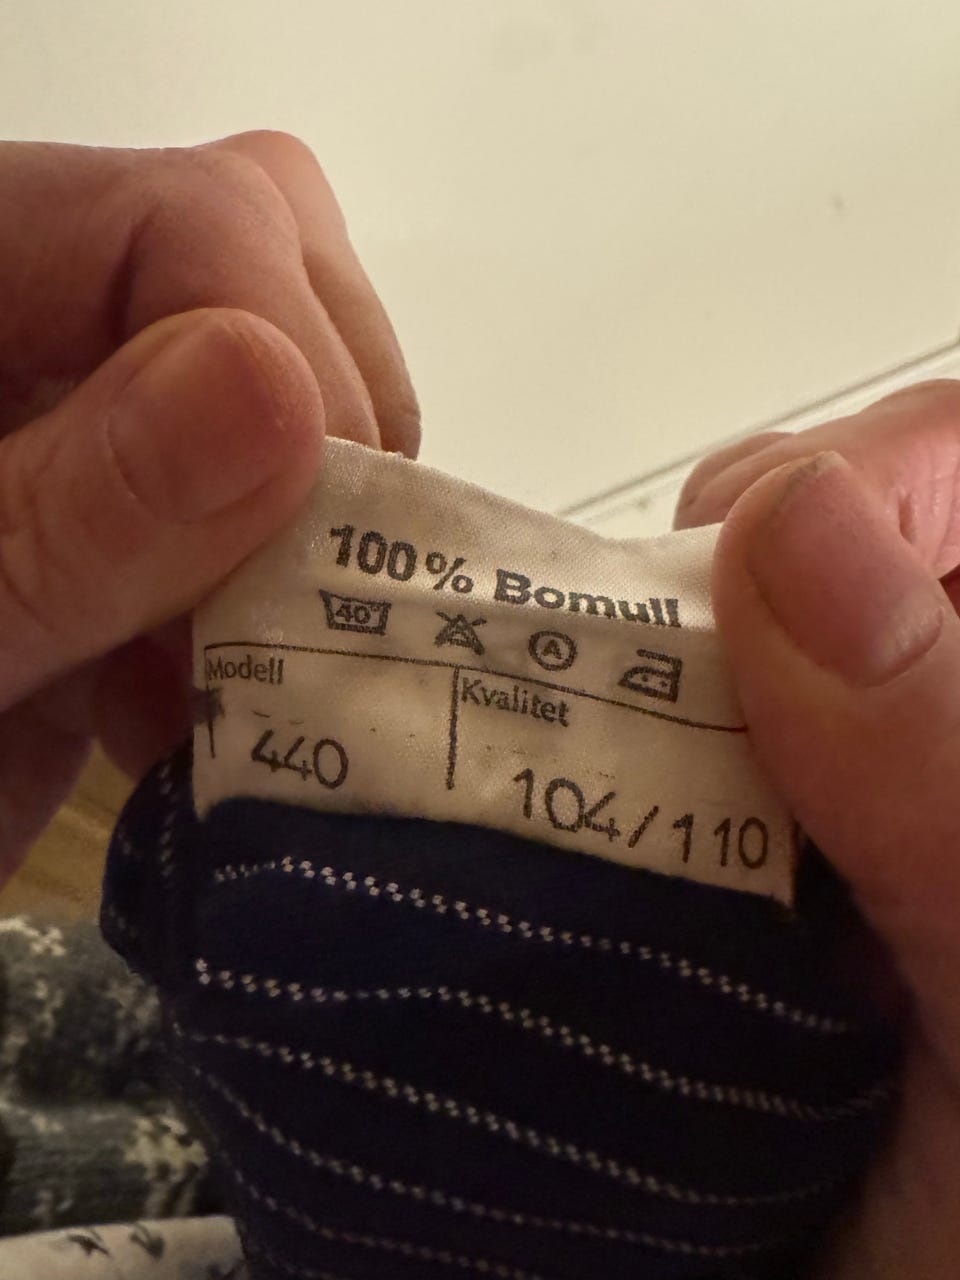 100% Bomull
40° A
Modell Kvalitet
440 104/110